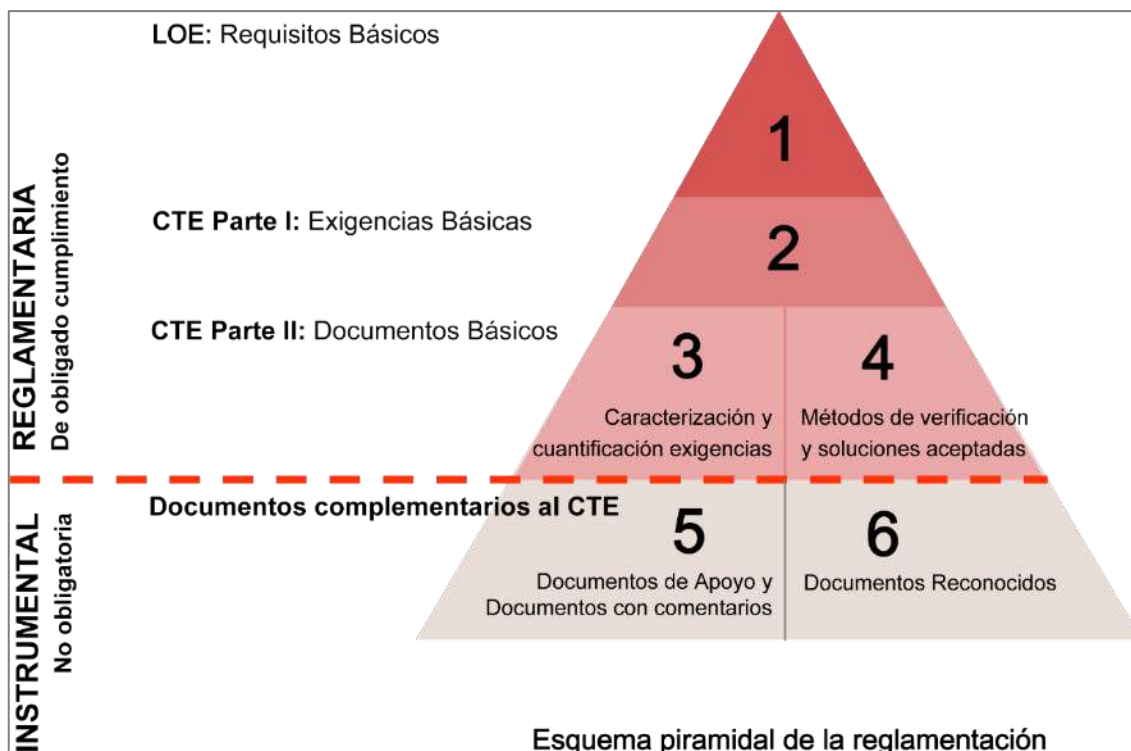 LOE: Requisitos Básicos
1
CTE Parte I: Exigencias Básicas
2
CTE Parte II: Documentos Básicos
3
Caracterización y
cuantificación exigencias
4
Métodos de verificación
y soluciones aceptadas
REGLAMENTARIA
De obligado cumplimiento
Documentos complementarios al CTE
5
Documentos de Apoyo y
Documentos con comentarios
6
Documentos Reconocidos
INSTRUMENTAL
No obligatoria
Esquema piramidal de la reglamentación